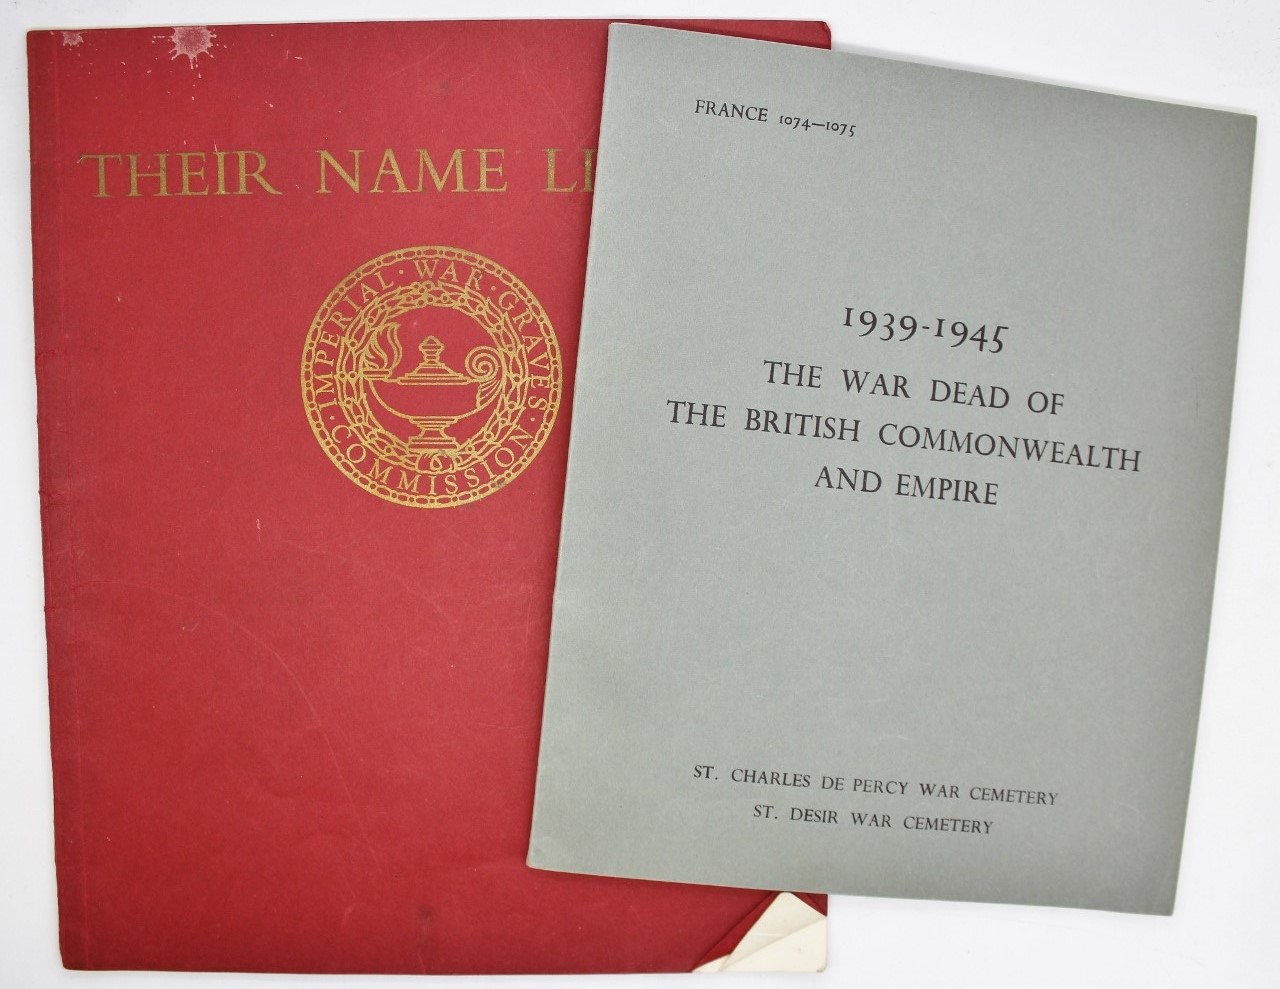 THEIR NAME LI
IMPERIAL · WAR · GRAVES · COMMISSION ·
FRANCE 1074—1075
1939-1945
THE WAR DEAD OF
THE BRITISH COMMONWEALTH
AND EMPIRE
ST. CHARLES DE PERCY WAR CEMETERY
ST. DESIR WAR CEMETERY